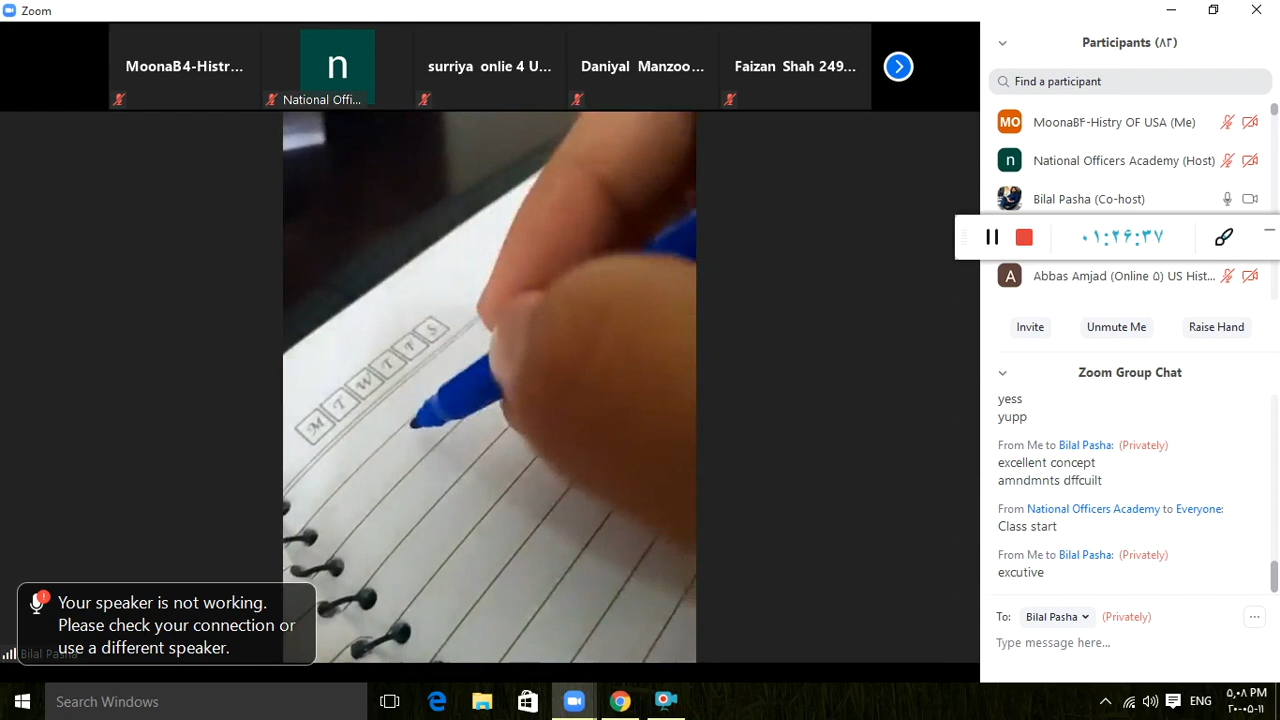 Zoom
MoonaB4-Histr...
n
National Offi...
surriya onlie 4 U...
Daniyal Manzoo...
Faizan Shah 249...
M T W T F S
Your speaker is not working.
Please check your connection or
use a different speaker.
Bilal Pasha
Participants (۸۲)
Find a participant
MO
MoonaB۴-Histry OF USA (Me)
n
National Officers Academy (Host)
Bilal Pasha (Co-host)
۰۱:۲۶:۳۷
A
Abbas Amjad (Online ۵) US Hist...
Invite
Unmute Me
Raise Hand
Zoom Group Chat
yess
yupp
From Me to Bilal Pasha: (Privately)
excellent concept
amndmnts dffcuilt
From National Officers Academy to Everyone:
Class start
From Me to Bilal Pasha: (Privately)
excutive
To: Bilal Pasha (Privately)
Type message here...
Search Windows
ENG
۵,۰۸ PM
۲۰-۰۵-۱۱